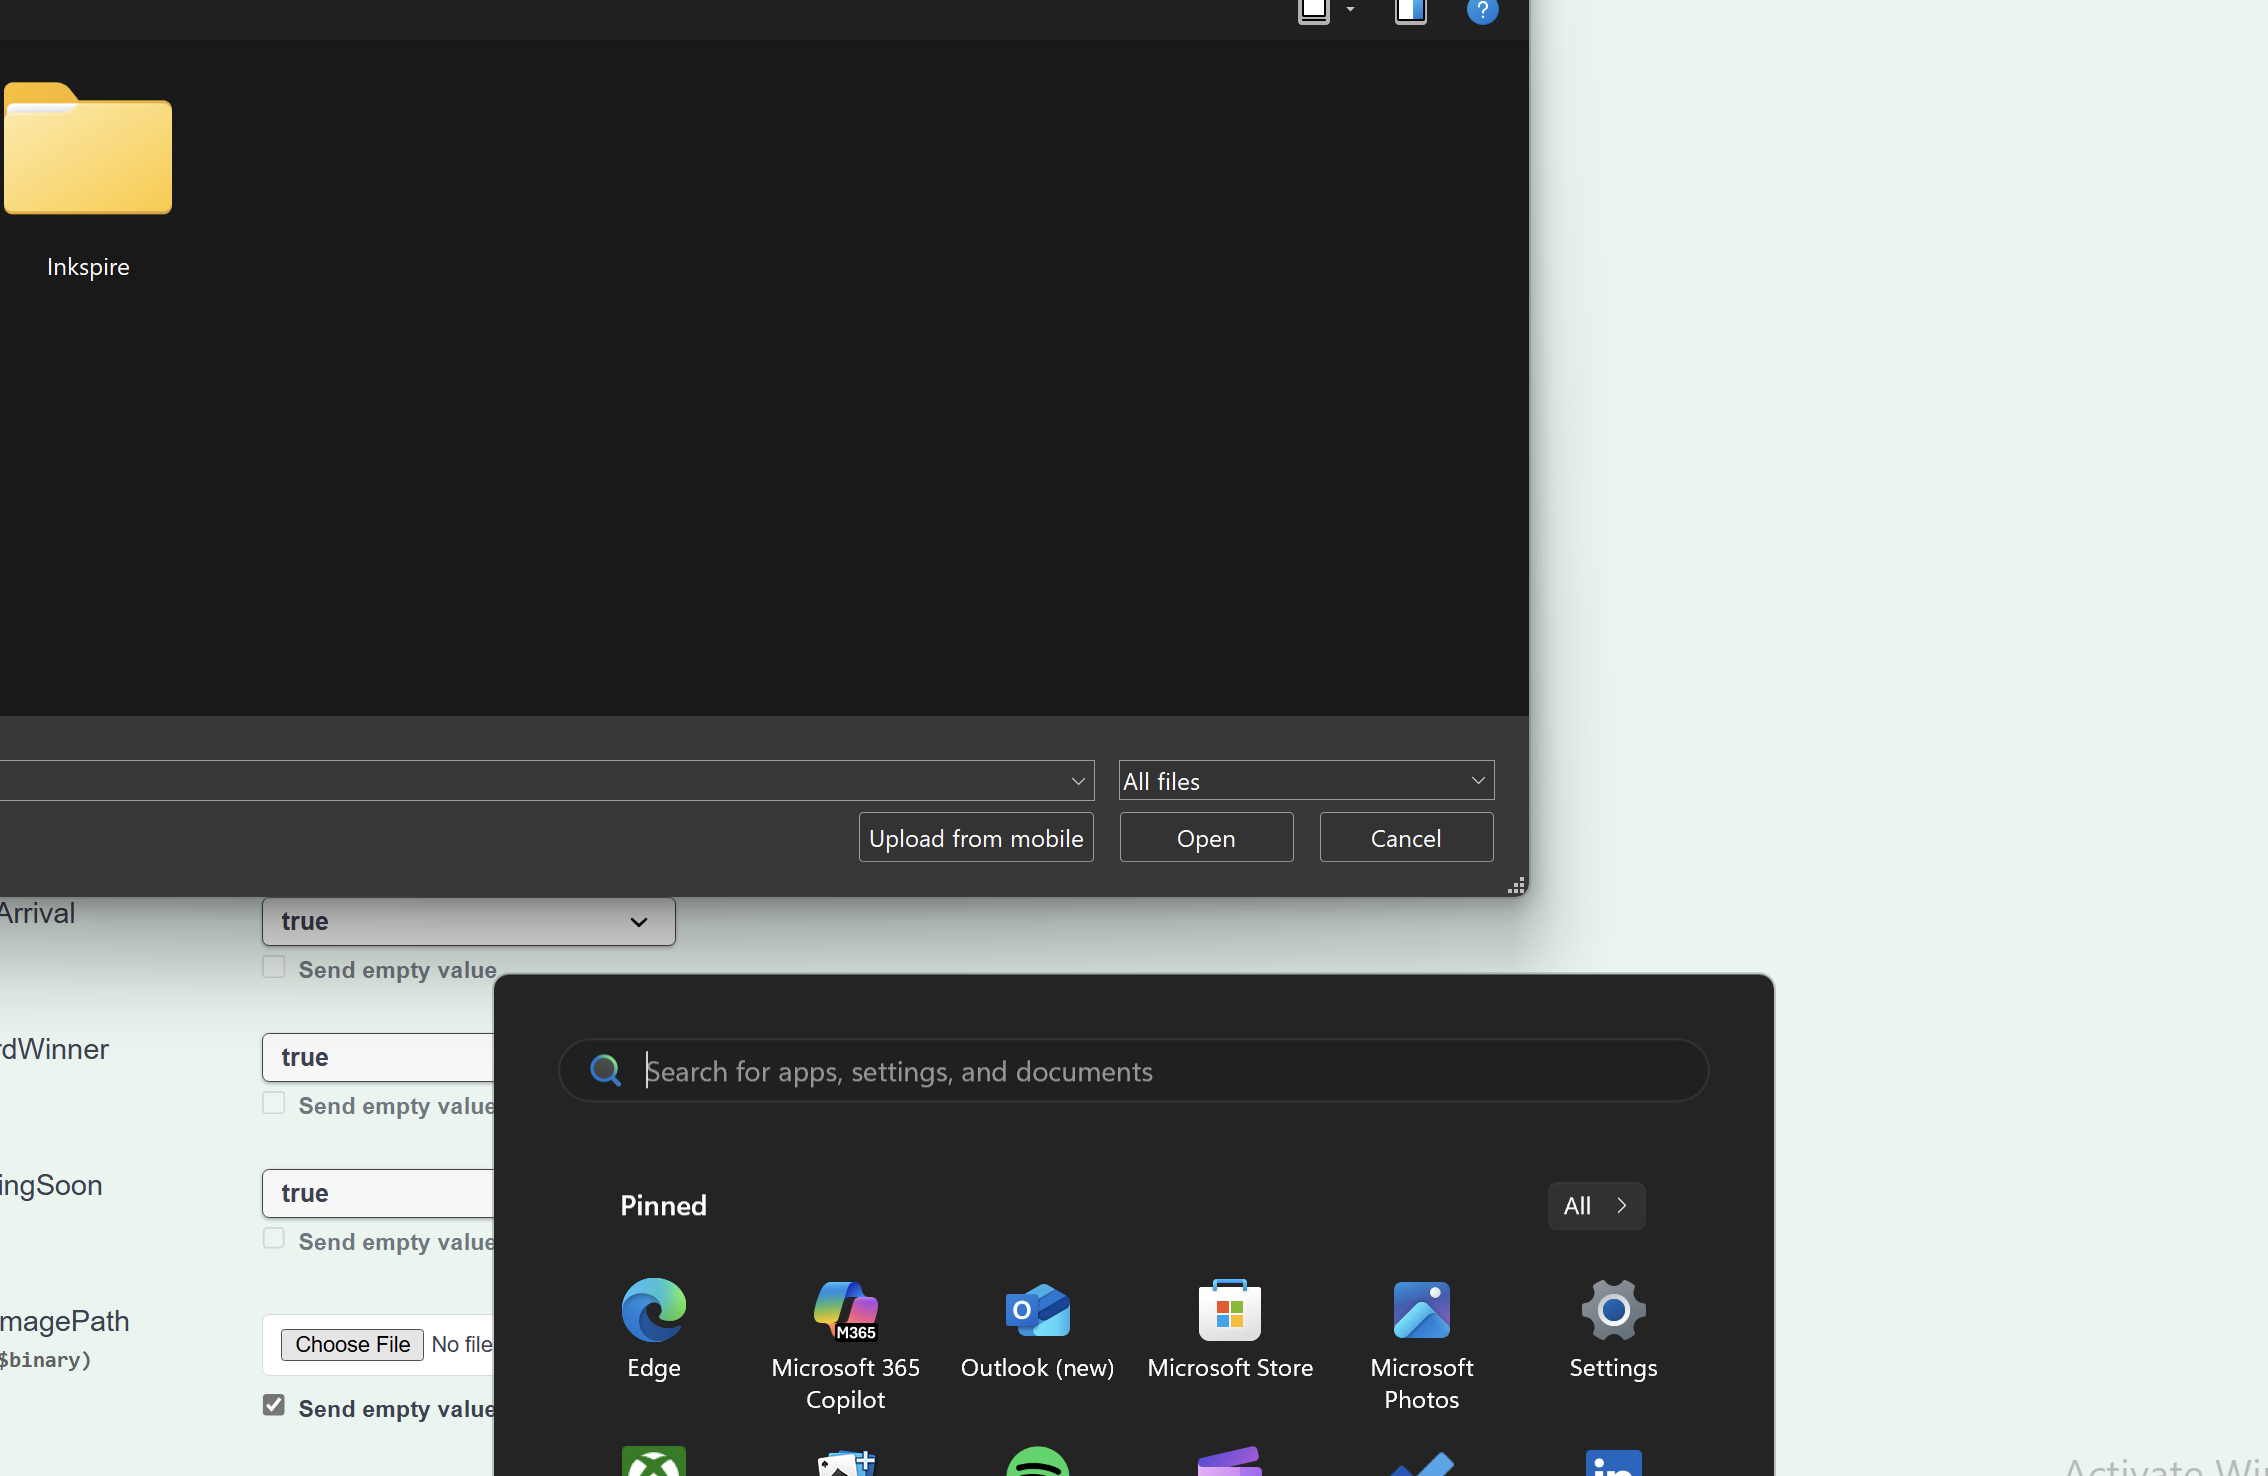 ?
Inkspire
All files
Upload from mobile
Open
Cancel
Arrival
true
Send empty value
dWinner
true
Send empty value
Search for apps, settings, and documents
ingSoon
true
Send empty value
Pinned
All
magePath
$binary)
Choose File
No file
Send empty value
Edge
M365
Microsoft 365
Copilot
O
Outlook (new)
Microsoft Store
Microsoft
Photos
Settings
in
Activate Wi